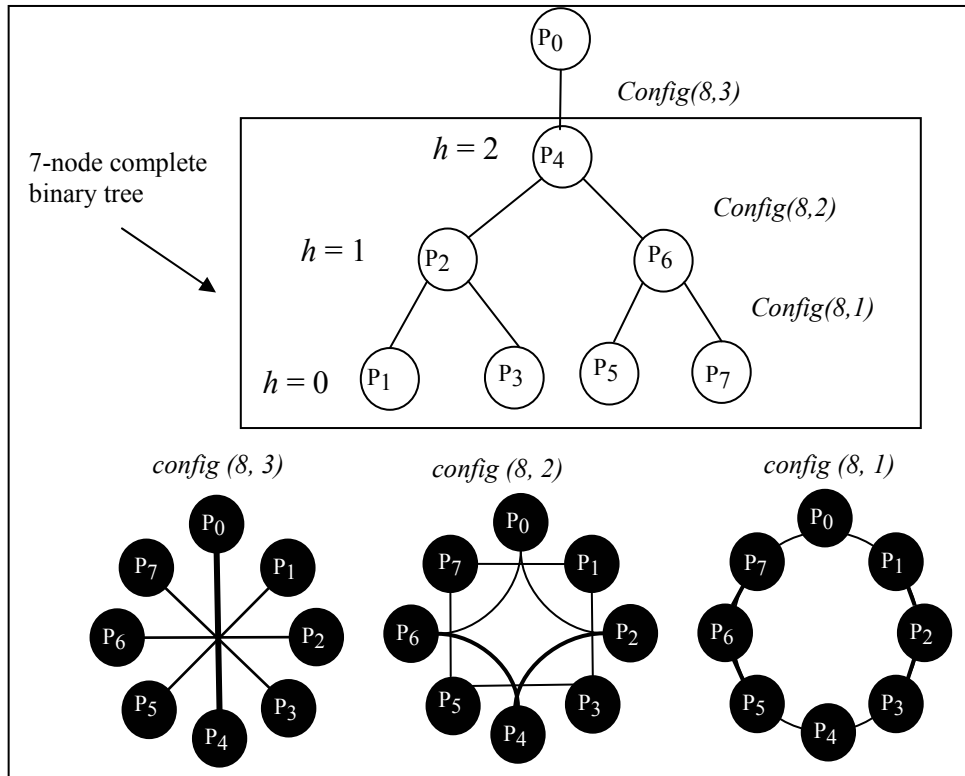 P0
Config(8,3)
h = 2
P4
7-node complete
binary tree
Config(8,2)
h = 1
P2
P6
Config(8,1)
h = 0
P1
P3
P5
P7
config (8, 3)
P0
P7
P1
P6
P2
P5
P3
P4
config (8, 2)
P0
P7
P1
P6
P2
P5
P3
P4
config (8, 1)
P0
P7
P1
P6
P2
P5
P3
P4